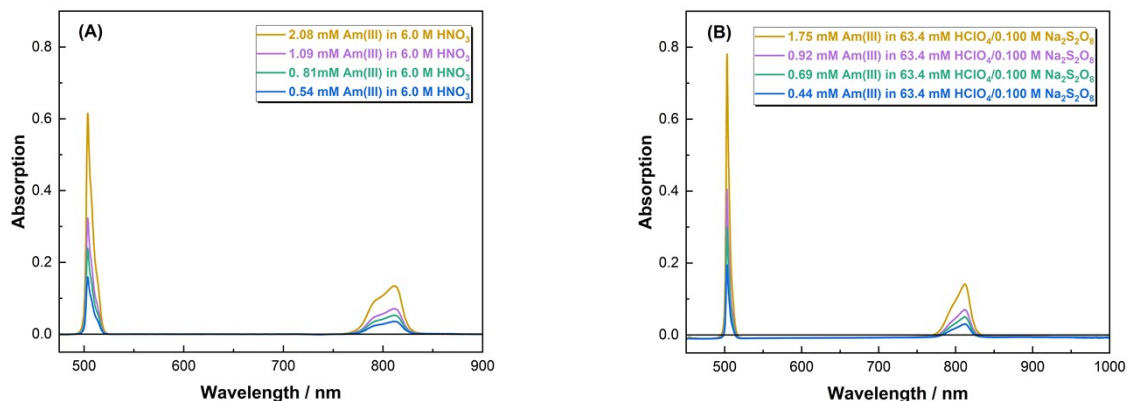 (A)
2.08 mM Am(III) in 6.0 M HNO₃
1.09 mM Am(III) in 6.0 M HNO₃
0. 81mM Am(III) in 6.0 M HNO₃
0.54 mM Am(III) in 6.0 M HNO₃
0.8
0.6
0.4
0.2
0.0
Absorption
500 600 700 800 900
Wavelength / nm
(B)
1.75 mM Am(III) in 63.4 mM HClO₄/0.100 M Na₂S₂O₈
0.92 mM Am(III) in 63.4 mM HClO₄/0.100 M Na₂S₂O₈
0.69 mM Am(III) in 63.4 mM HClO₄/0.100 M Na₂S₂O₈
0.44 mM Am(III) in 63.4 mM HClO₄/0.100 M Na₂S₂O₈
0.8
0.6
0.4
0.2
0.0
Absorption
500 600 700 800 900 1000
Wavelength / nm